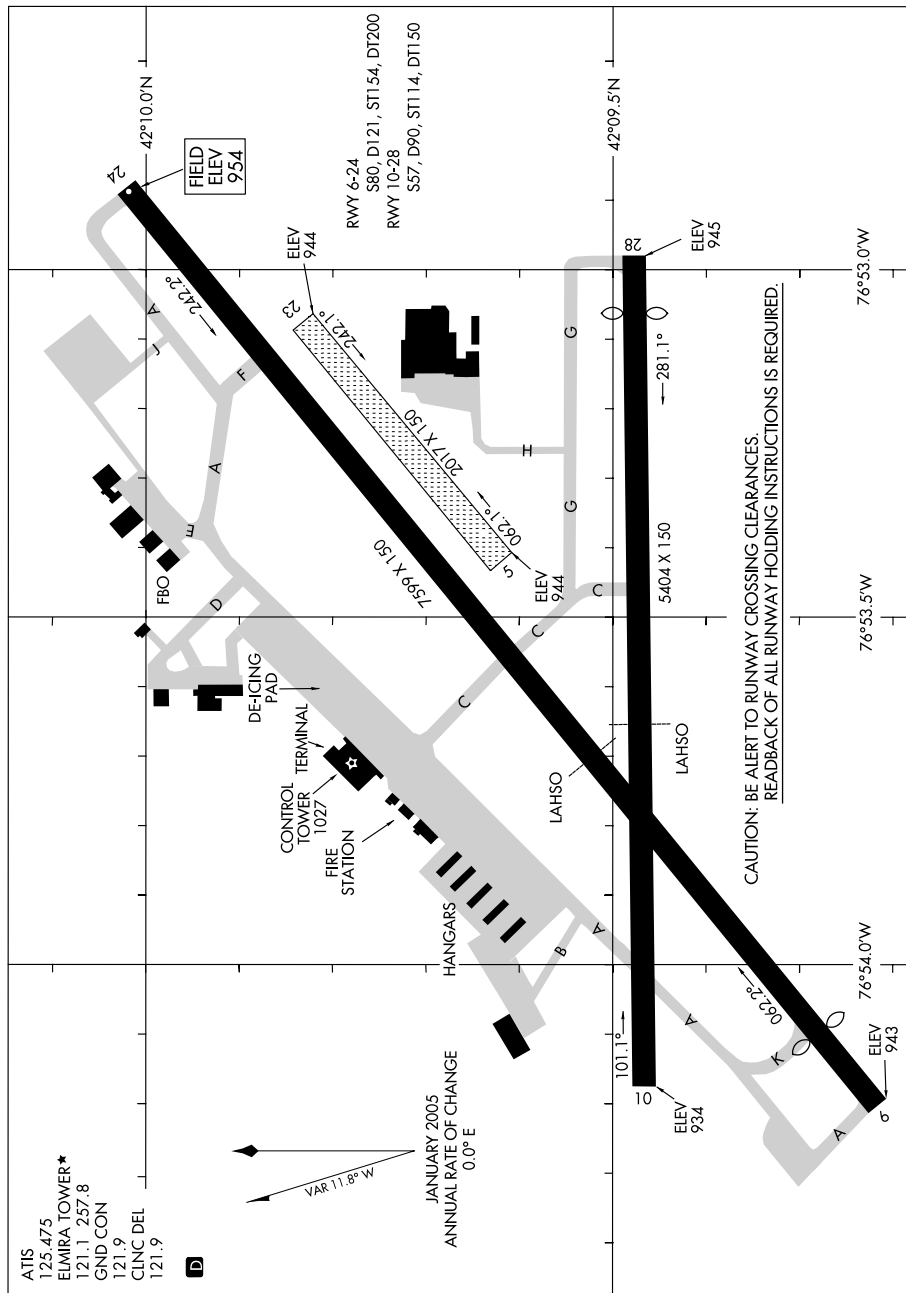 ATIS
125.475
ELMIRA TOWER★
121.1 257.8
GND CON
121.9
CLNC DEL
121.9
D
VAR 11.8° W
JANUARY 2005
ANNUAL RATE OF CHANGE
0.0° E
42°10.0'N
42°09.5'N
76°53.0'W
76°53.5'W
76°54.0'W
24
FIELD
ELEV
954
242.2°
A
J
F
A
E
FBO
D
DE-ICING
PAD
TERMINAL
CONTROL
TOWER
1027
FIRE
STATION
HANGARS
RWY 6-24
S80, D121, ST154, DT200
RWY 10-28
S57, D90, ST114, DT150
ELEV
944
23
242.1°
2017 X 150
062.1°
5
ELEV
944
7599 X 150
H
G
G
C
C
C
28
ELEV
945
281.1°
5404 X 150
LAHSO
LAHSO
B
A
A
101.1°
10
ELEV
934
K
062.2°
A
6
ELEV
943
CAUTION: BE ALERT TO RUNWAY CROSSING CLEARANCES.
READBACK OF ALL RUNWAY HOLDING INSTRUCTIONS IS REQUIRED.